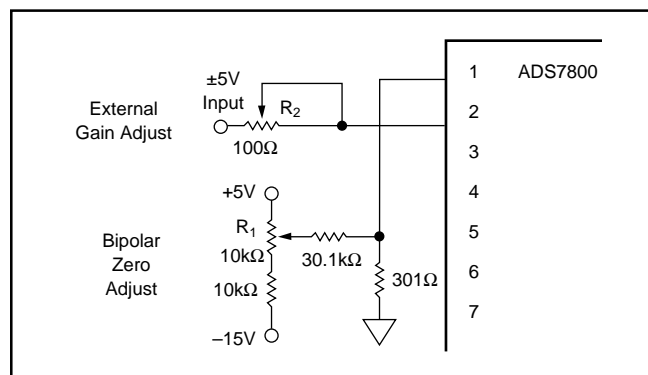 ±5V
Input
External
Gain Adjust
R2
100Ω
+5V
R1
10kΩ
30.1kΩ
Bipolar
Zero
Adjust
10kΩ
301Ω
–15V
1
2
3
4
5
6
7
ADS7800